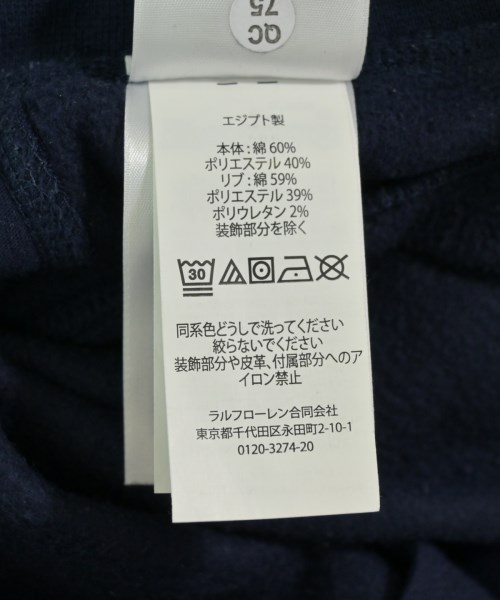 QC
75
エジプト製
本体：綿 60%
ポリエステル 40%
リブ：綿 59%
ポリエステル 39%
ポリウレタン 2%
装飾部分を除く
30
同系色どうしで洗ってください
絞らないでください
装飾部分や皮革、付属部分へのア
イロン禁止
ラルフローレン合同会社
東京都千代田区永田町2-10-1
0120-3274-20